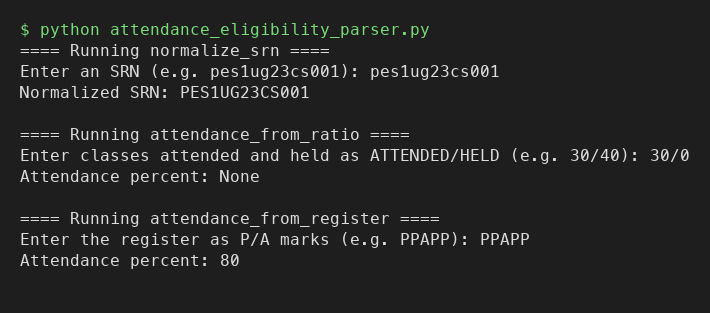 $ python attendance_eligibility_parser.py
==== Running normalize_srn ====
Enter an SRN (e.g. pes1ug23cs001): pes1ug23cs001
Normalized SRN: PES1UG23CS001

==== Running attendance_from_ratio ====
Enter classes attended and held as ATTENDED/HELD (e.g. 30/40): 30/0
Attendance percent: None

==== Running attendance_from_register ====
Enter the register as P/A marks (e.g. PPAPP): PPAPP
Attendance percent: 80